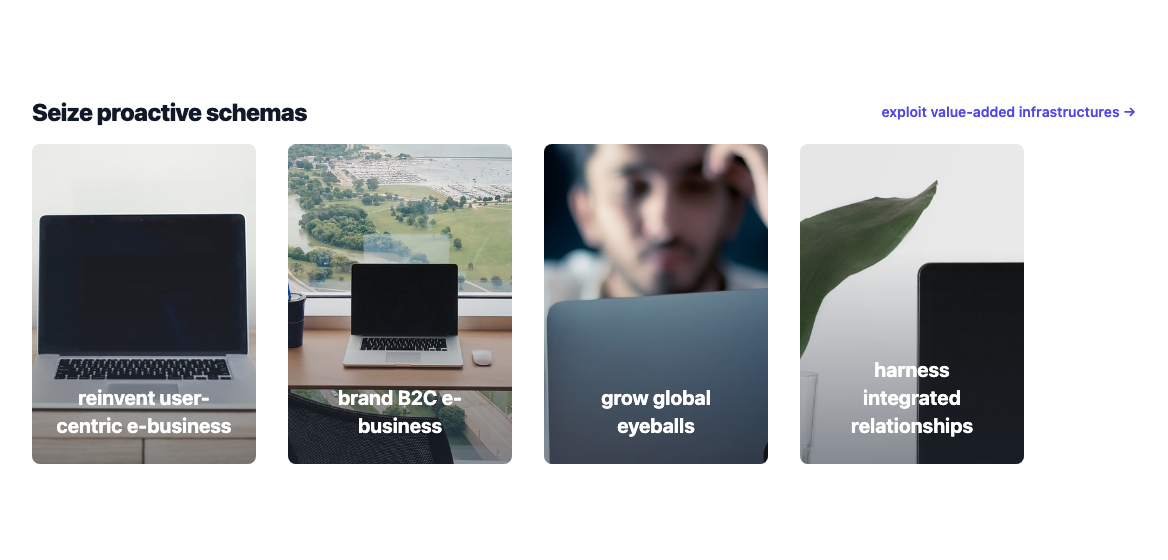 Seize proactive schemas
exploit value-added infrastructures →
reinvent user-
centric e-business
brand B2C e-
business
grow global
eyeballs
harness
integrated
relationships